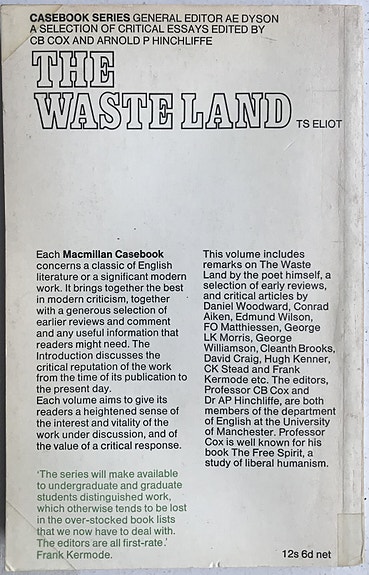 CASEBOOK SERIES GENERAL EDITOR AE DYSON
A SELECTION OF CRITICAL ESSAYS EDITED BY
CB COX AND ARNOLD P HINCHLIFFE
THE
WASTE LAND TS ELIOT
Each Macmillan Casebook
concerns a classic of English
literature or a significant modern
work. It brings together the best
in modern criticism, together
with a generous selection of
earlier reviews and comment
and any useful information that
readers might need. The
Introduction discusses the
critical reputation of the work
from the time of its publication to
the present day.
Each volume aims to give its
readers a heightened sense of
the interest and vitality of the
work under discussion, and of
the value of a critical response.
'The series will make available
to undergraduate and graduate
students distinguished work,
which otherwise tends to be lost
in the over-stocked book lists
that we now have to deal with.
The editors are all first-rate.'
Frank Kermode.
This volume includes
remarks on The Waste
Land by the poet himself, a
selection of early reviews,
and critical articles by
Daniel Woodward, Conrad
Aiken, Edmund Wilson,
FO Matthiessen, George
LK Morris, George
Williamson, Cleanth Brooks,
David Craig, Hugh Kenner,
CK Stead and Frank
Kermode etc. The editors,
Professor CB Cox and
Dr AP Hinchliffe, are both
members of the department
of English at the University
of Manchester. Professor
Cox is well known for his
book The Free Spirit, a
study of liberal humanism.
12s 6d net